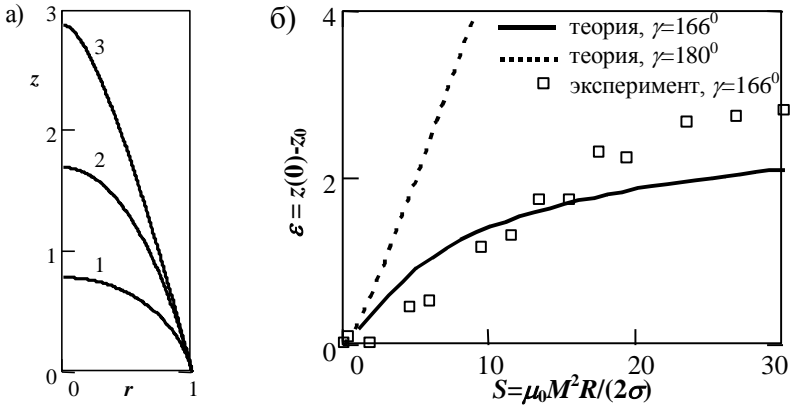 а)
3
z
3
2
2
1
1
0
0
r
1
б)
4
теория, γ=166⁰
теория, γ=180⁰
эксперимент, γ=166⁰
ε = z(0)-z₀
2
0
0
10
20
30
S=μ₀M²R/(2σ)